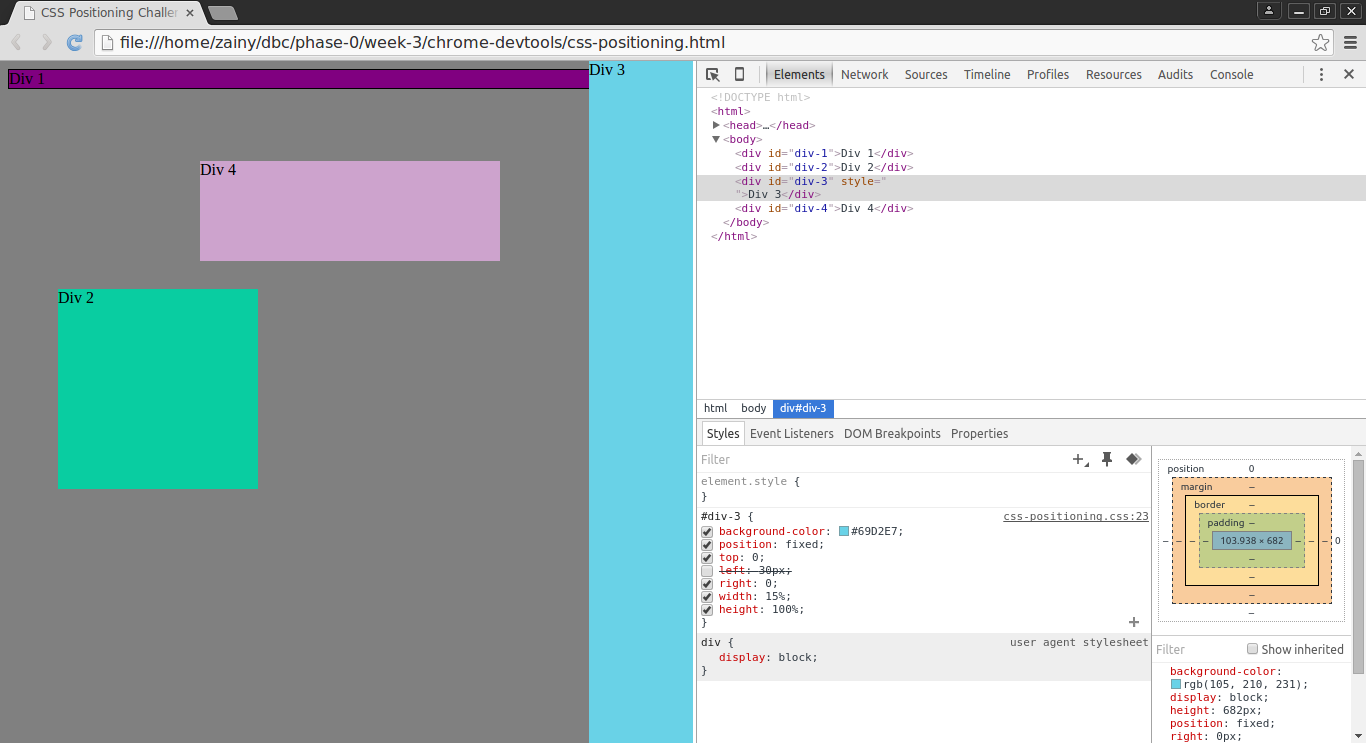 CSS Positioning Challer
file:///home/zainy/dbc/phase-0/week-3/chrome-devtools/css-positioning.html
Div 1
Div 3
Div 4
Div 2
Elements Network Sources Timeline Profiles Resources Audits Console
<!DOCTYPE html>
<html>
<head>…</head>
<body>
<div id="div-1">Div 1</div>
<div id="div-2">Div 2</div>
<div id="div-3" style="
">Div 3</div>
<div id="div-4">Div 4</div>
</body>
</html>
html body div#div-3
Styles Event Listeners DOM Breakpoints Properties
Filter
element.style {
}
#div-3 { css-positioning.css:23
background-color: #69D2E7;
position: fixed;
top: 0;
left: 30px;
right: 0;
width: 15%;
height: 100%;
}
div { user agent stylesheet
display: block;
}
position 0
margin –
border –
padding –
– – – – 103.938 × 682 – – – 0
–
–
–
–
Filter Show inherited
background-color:
rgb(105, 210, 231);
display: block;
height: 682px;
position: fixed;
right: 0px;